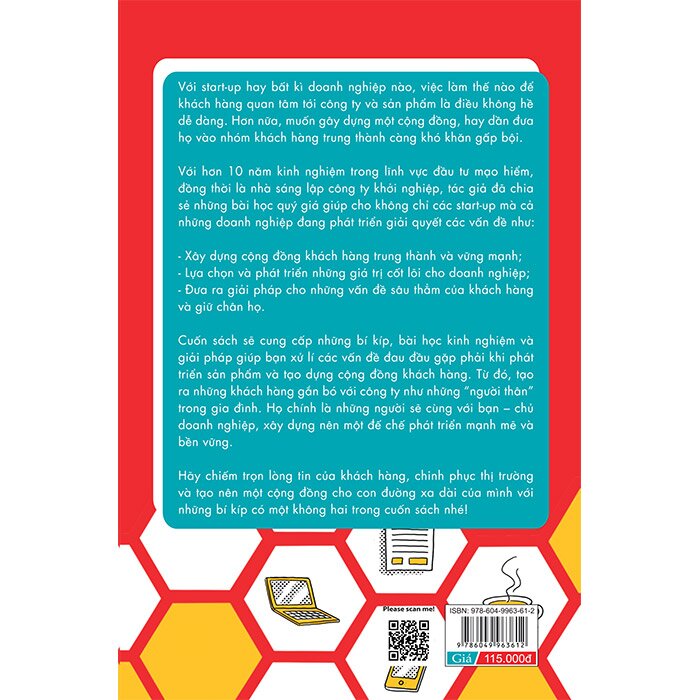 Với start-up hay bất kì doanh nghiệp nào, việc làm thế nào để
khách hàng quan tâm tới công ty và sản phẩm là điều không hề
dễ dàng. Hơn nữa, muốn gây dựng một cộng đồng, hay dần đưa
họ vào nhóm khách hàng trung thành càng khó khăn gấp bội.
Với hơn 10 năm kinh nghiệm trong lĩnh vực đầu tư mạo hiểm,
đồng thời là nhà sáng lập công ty khởi nghiệp, tác giả đã chia
sẻ những bài học quý giá giúp cho không chỉ các start-up mà cả
những doanh nghiệp đang phát triển giải quyết các vấn đề như:
- Xây dựng cộng đồng khách hàng trung thành và vững mạnh;
- Lựa chọn và phát triển những giá trị cốt lõi cho doanh nghiệp;
- Đưa ra giải pháp cho những vấn đề sâu thẳm của khách hàng
và giữ chân họ.
Cuốn sách sẽ cung cấp những bí kíp, bài học kinh nghiệm và
giải pháp giúp bạn xử lí các vấn đề đau đầu gặp phải khi phát
triển sản phẩm và tạo dựng cộng đồng khách hàng. Từ đó, tạo
ra những khách hàng gắn bó với công ty như những "người thân"
trong gia đình. Họ chính là những người sẽ cùng với bạn – chủ
doanh nghiệp, xây dựng nên một đế chế phát triển mạnh mẽ và
bền vững.
Hãy chiếm trọn lòng tin của khách hàng, chinh phục thị trường
và tạo nên một cộng đồng cho con đường xa dài của mình với
những bí kíp có một không hai trong cuốn sách nhé!
Please scan me!
ISBN: 978-604-9963-61-2
9 786049 963612
Giá 115.000đ